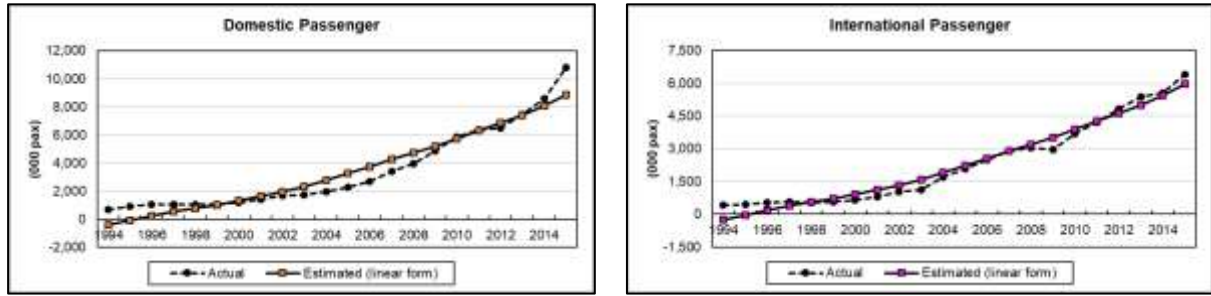 Domestic Passenger
12,000
10,000
8,000
6,000
4,000
2,000
0
-2,000
(000 pax)
1994 1996 1998 2000 2002 2004 2006 2008 2010 2012 2014
Actual Estimated (linear form)
International Passenger
7,500
6,000
4,500
3,000
1,500
0
-1,500
(000 pax)
1994 1996 1998 2000 2002 2004 2006 2008 2010 2012 2014
Actual Estimated (linear form)